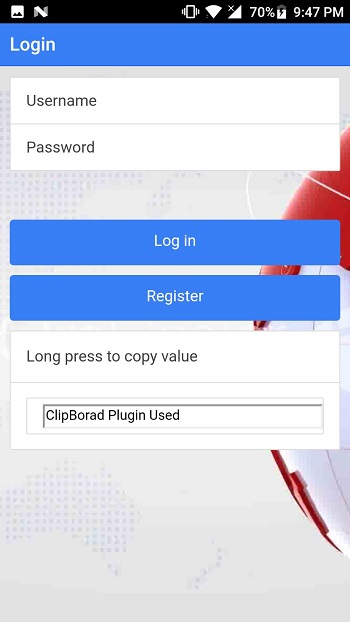 70% 9:47 PM
Login
Username
Password
Log in
Register
Long press to copy value
ClipBorad Plugin Used